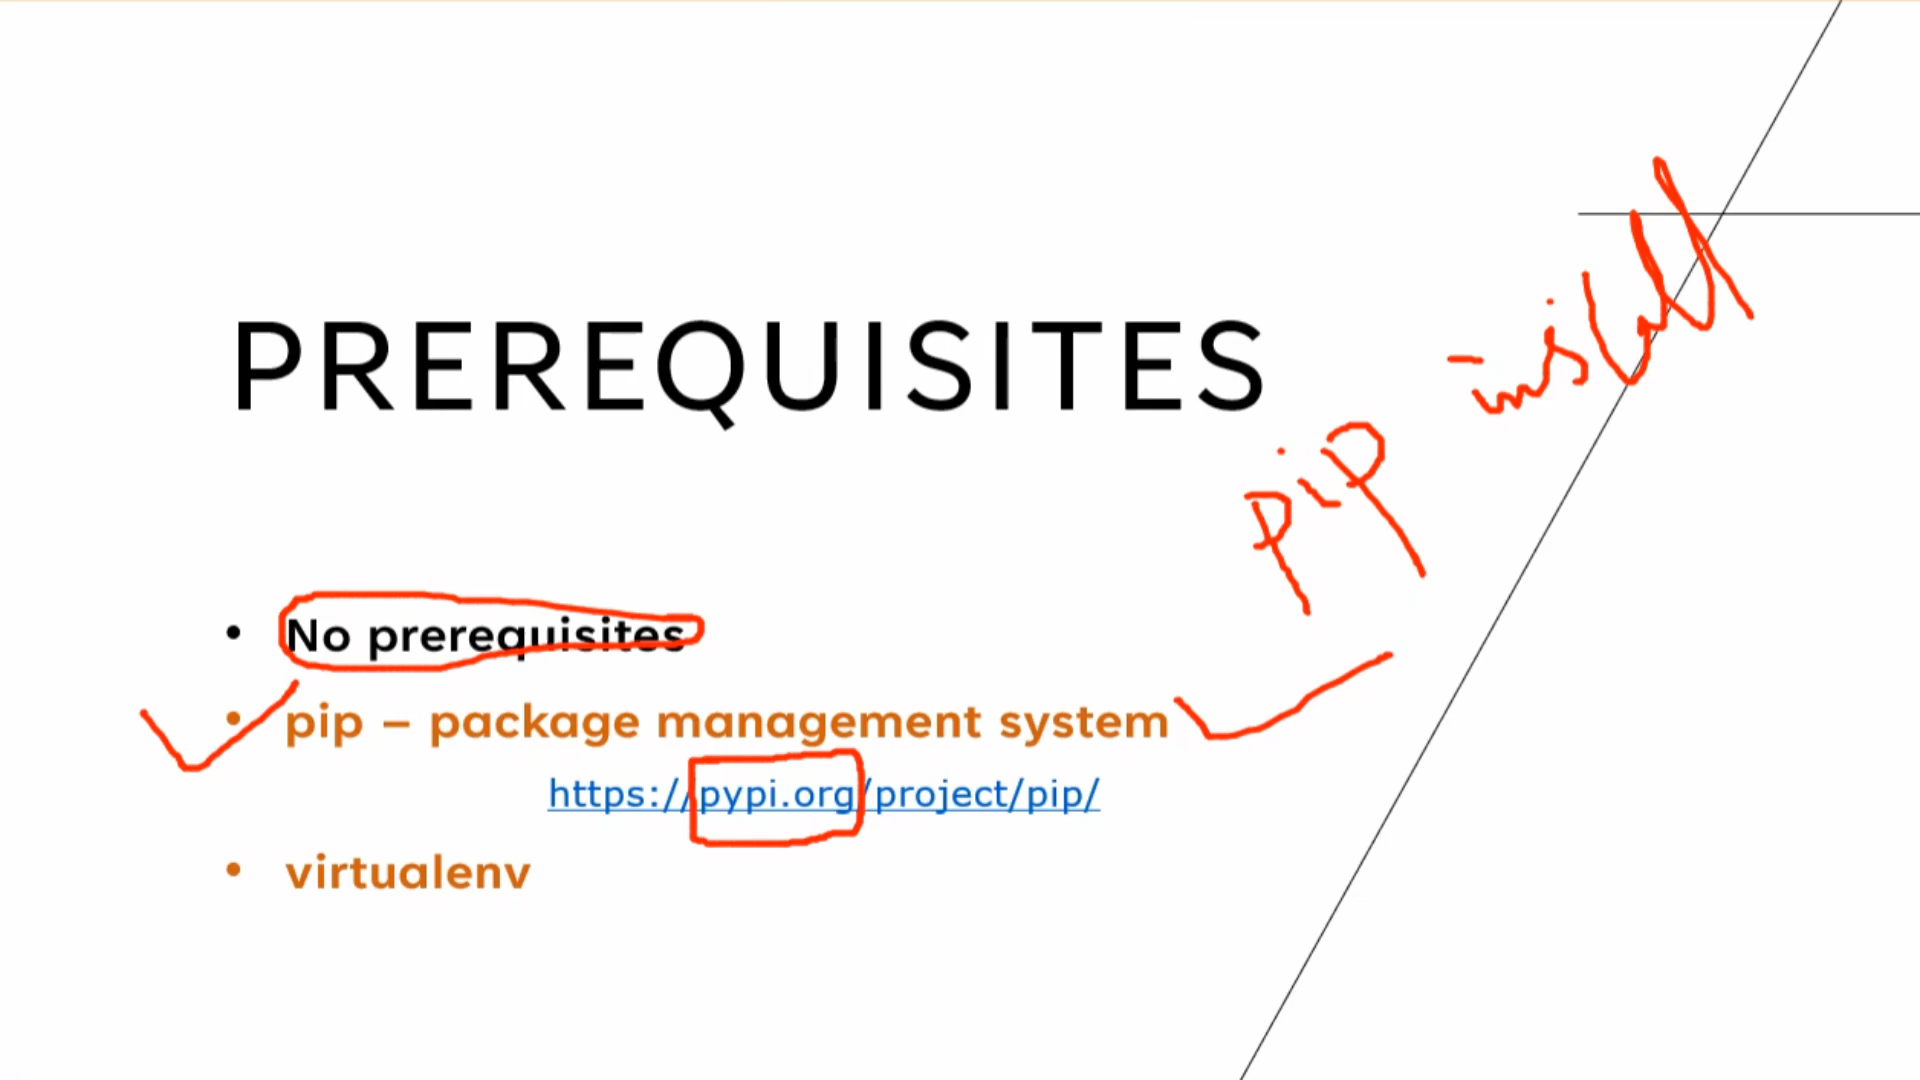 PREREQUISITES
pip install
• No prerequisites
• pip – package management system
https://pypi.org/project/pip/
• virtualenv